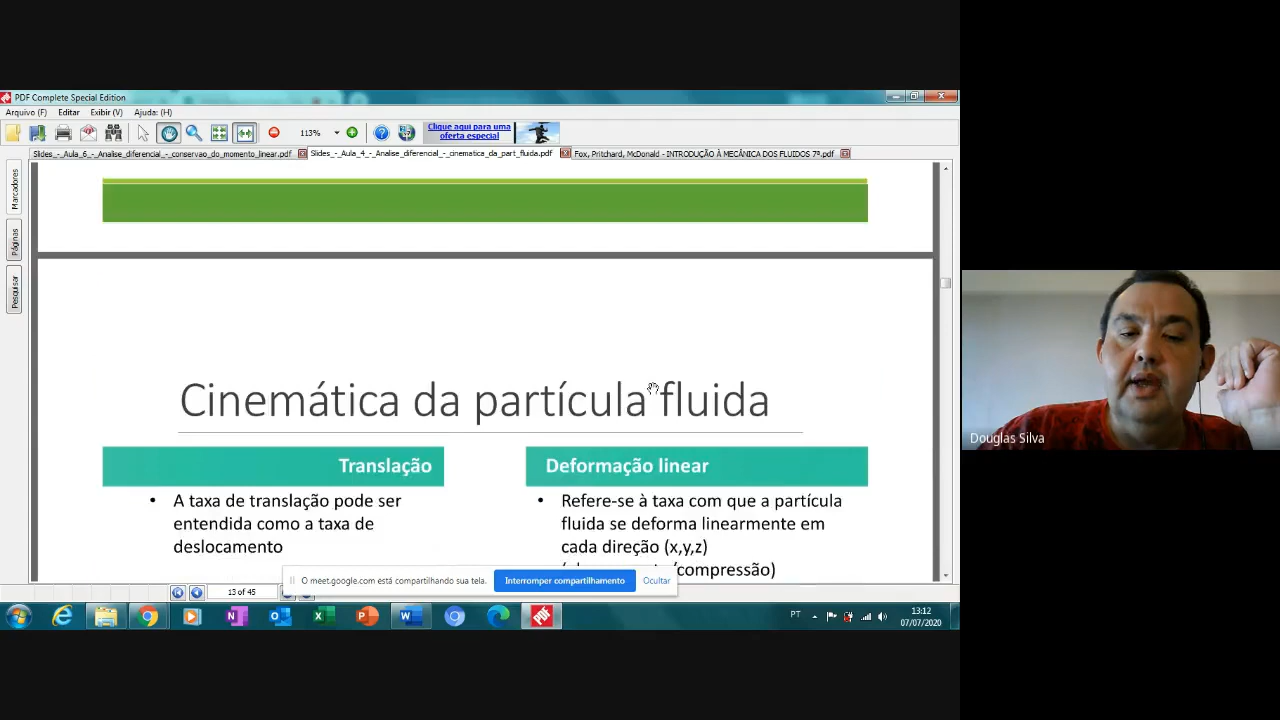 PDF Complete Special Edition
Arquivo (F) Editar Exibir (V) Ajuda: (H)
113%
Clique aqui para uma
oferta especial
Slides_-_Aula_6_-_Analise_diferencial_-_conservao_do_momento_linear.pdf
Slides_-_Aula_4_-_Analise_diferencial_-_cinematica_da_part_fluida.pdf
Fox, Pritchard, McDonald - INTRODUÇÃO À MECÂNICA DOS FLUIDOS 7ª.pdf
Marcadores
Páginas
Pesquisar
Cinemática da partícula fluida
Translação
• A taxa de translação pode ser
entendida como a taxa de
deslocamento
Deformação linear
• Refere-se à taxa com que a partícula
fluida se deforma linearmente em
cada direção (x,y,z)
/compressão)
O meet.google.com está compartilhando sua tela.
Interromper compartilhamento
Ocultar
13 of 45
PT
13:12
07/07/2020
Douglas Silva